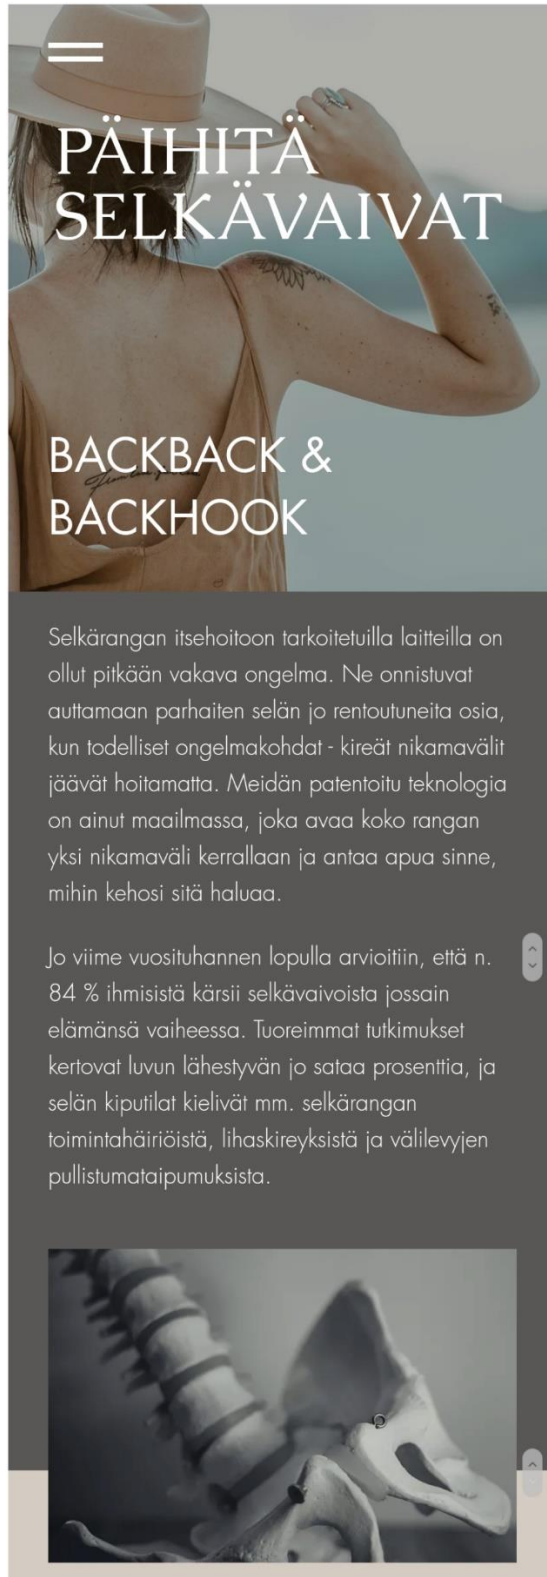 PÄIHITÄ
SELKÄVAIVAT
BACKBACK &
BACKHOOK
Selkärangan itsehoitoon tarkoitetuilla laitteilla on
ollut pitkään vakava ongelma. Ne onnistuvat
auttamaan parhaiten selän jo rentoutuneita osia,
kun todelliset ongelmakohdat - kireät nikamavälit
jäävät hoitamatta. Meidän patentoitu teknologia
on ainut maailmassa, joka avaa koko rangan
yksi nikamaväli kerrallaan ja antaa apua sinne,
mihin kehosi sitä haluaa.
Jo viime vuosituhannen lopulla arvioitiin, että n.
84 % ihmisistä kärsii selkävaivoista jossain
elämänsä vaiheessa. Tuoreimmat tutkimukset
kertovat luvun lähestyvän jo sataa prosenttia, ja
selän kiputilat kielivät mm. selkärangan
toimintahäiriöistä, lihaskireyksistä ja välilevyjen
pullistumataipumuksista.